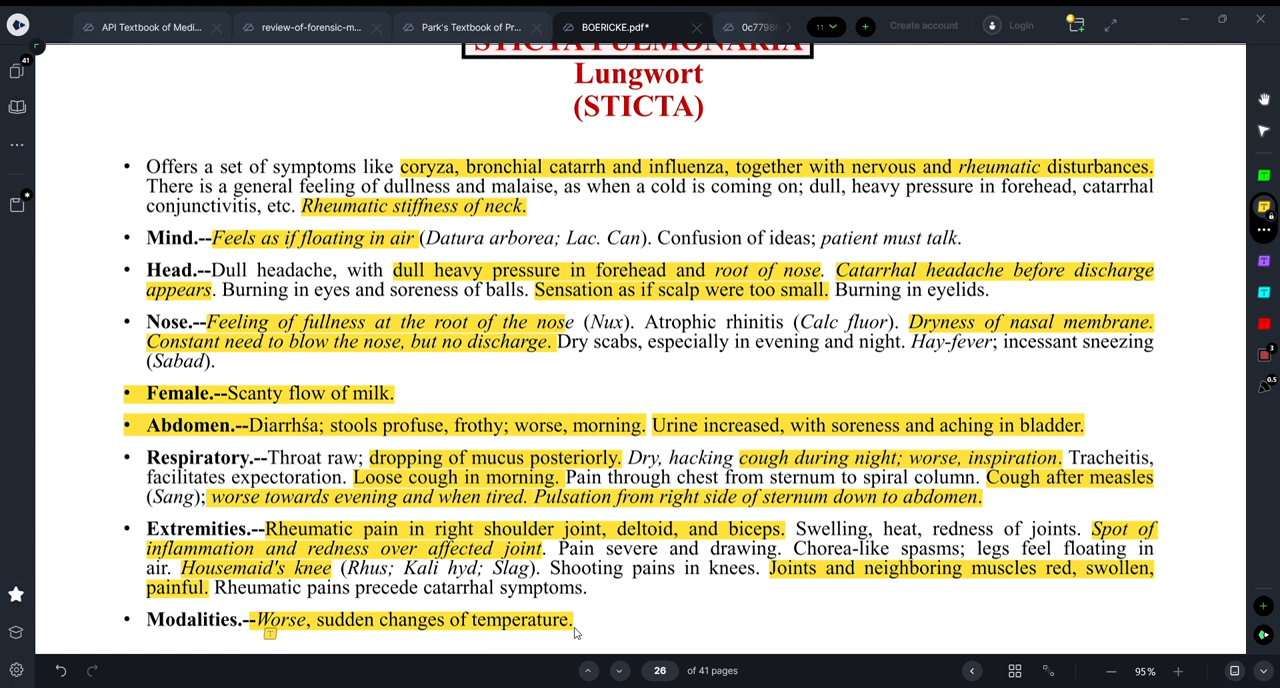 API Textbook of Medi...
review-of-forensic-m...
Park's Textbook of Pr...
BOERICKE.pdf*
0c7798
11
Create account
Login
41
STICTA PULMONARIA
Lungwort
(STICTA)
• Offers a set of symptoms like coryza, bronchial catarrh and influenza, together with nervous and rheumatic disturbances.
There is a general feeling of dullness and malaise, as when a cold is coming on; dull, heavy pressure in forehead, catarrhal
conjunctivitis, etc. Rheumatic stiffness of neck.
• Mind.--Feels as if floating in air (Datura arborea; Lac. Can). Confusion of ideas; patient must talk.
• Head.--Dull headache, with dull heavy pressure in forehead and root of nose. Catarrhal headache before discharge
appears. Burning in eyes and soreness of balls. Sensation as if scalp were too small. Burning in eyelids.
• Nose.--Feeling of fullness at the root of the nose (Nux). Atrophic rhinitis (Calc fluor). Dryness of nasal membrane.
Constant need to blow the nose, but no discharge. Dry scabs, especially in evening and night. Hay-fever; incessant sneezing
(Sabad).
• Female.--Scanty flow of milk.
• Abdomen.--Diarrhśa; stools profuse, frothy; worse, morning. Urine increased, with soreness and aching in bladder.
• Respiratory.--Throat raw; dropping of mucus posteriorly. Dry, hacking cough during night; worse, inspiration. Tracheitis,
facilitates expectoration. Loose cough in morning. Pain through chest from sternum to spiral column. Cough after measles
(Sang); worse towards evening and when tired. Pulsation from right side of sternum down to abdomen.
• Extremities.--Rheumatic pain in right shoulder joint, deltoid, and biceps. Swelling, heat, redness of joints. Spot of
inflammation and redness over affected joint. Pain severe and drawing. Chorea-like spasms; legs feel floating in
air. Housemaid's knee (Rhus; Kali hyd; Slag). Shooting pains in knees. Joints and neighboring muscles red, swollen,
painful. Rheumatic pains precede catarrhal symptoms.
• Modalities.--Worse, sudden changes of temperature.
3
0.5
26 of 41 pages
95%